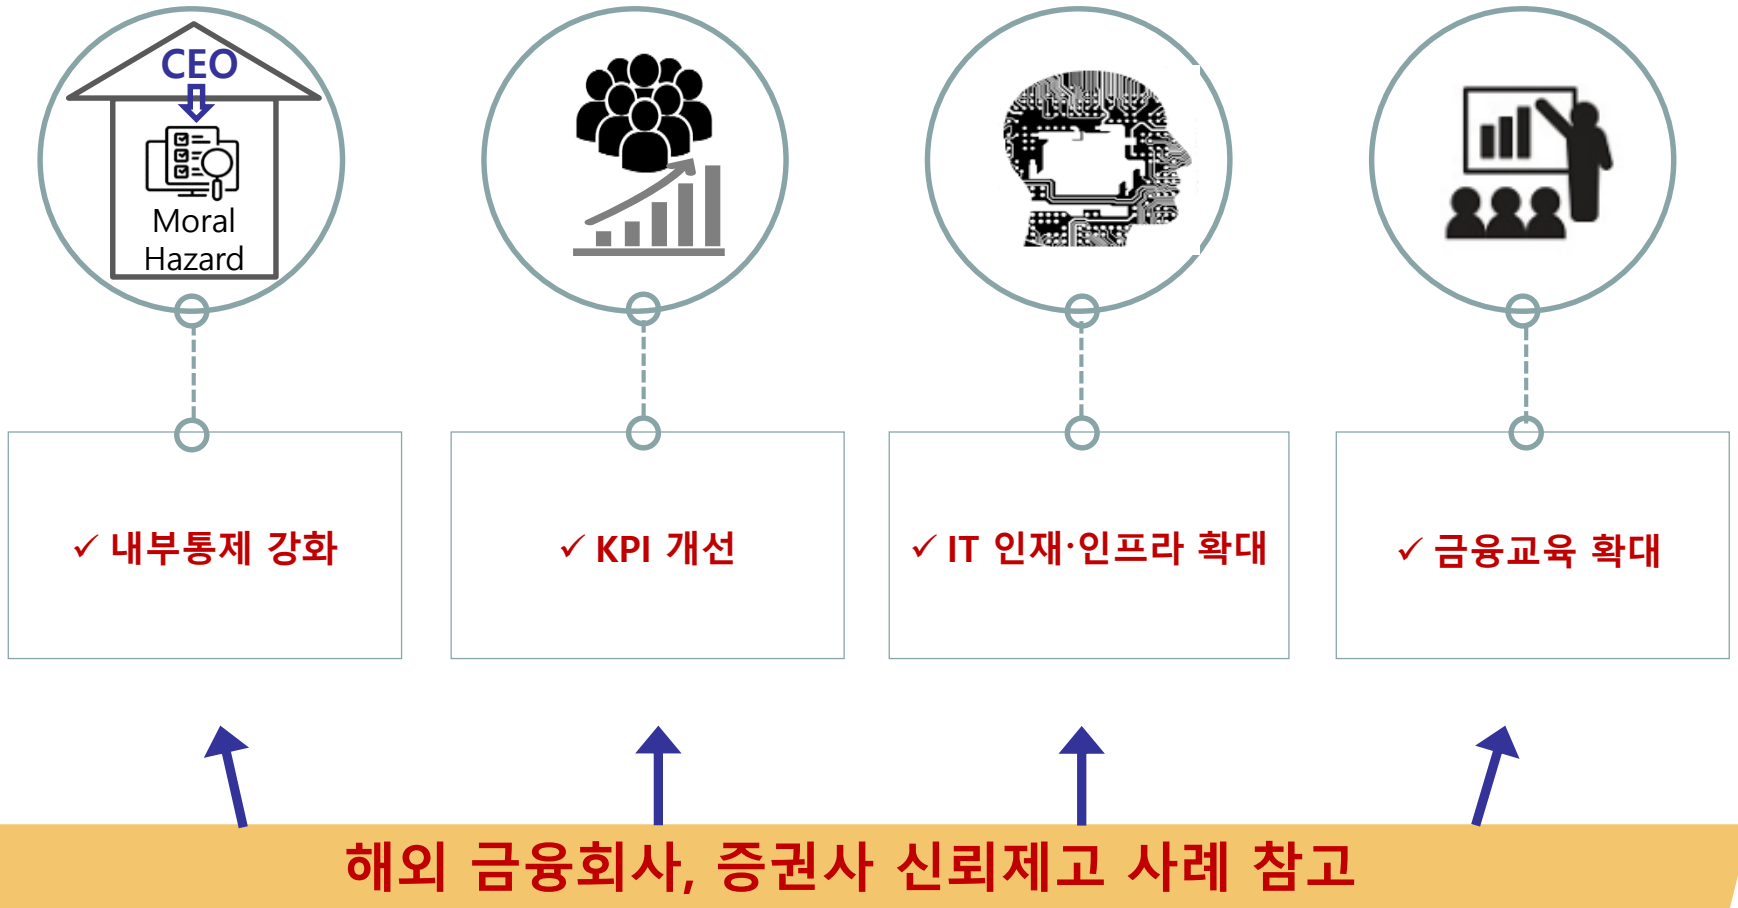 CEO
Moral
Hazard
✓ 내부통제 강화
✓ KPI 개선
✓ IT 인재·인프라 확대
✓ 금융교육 확대
해외 금융회사, 증권사 신뢰제고 사례 참고